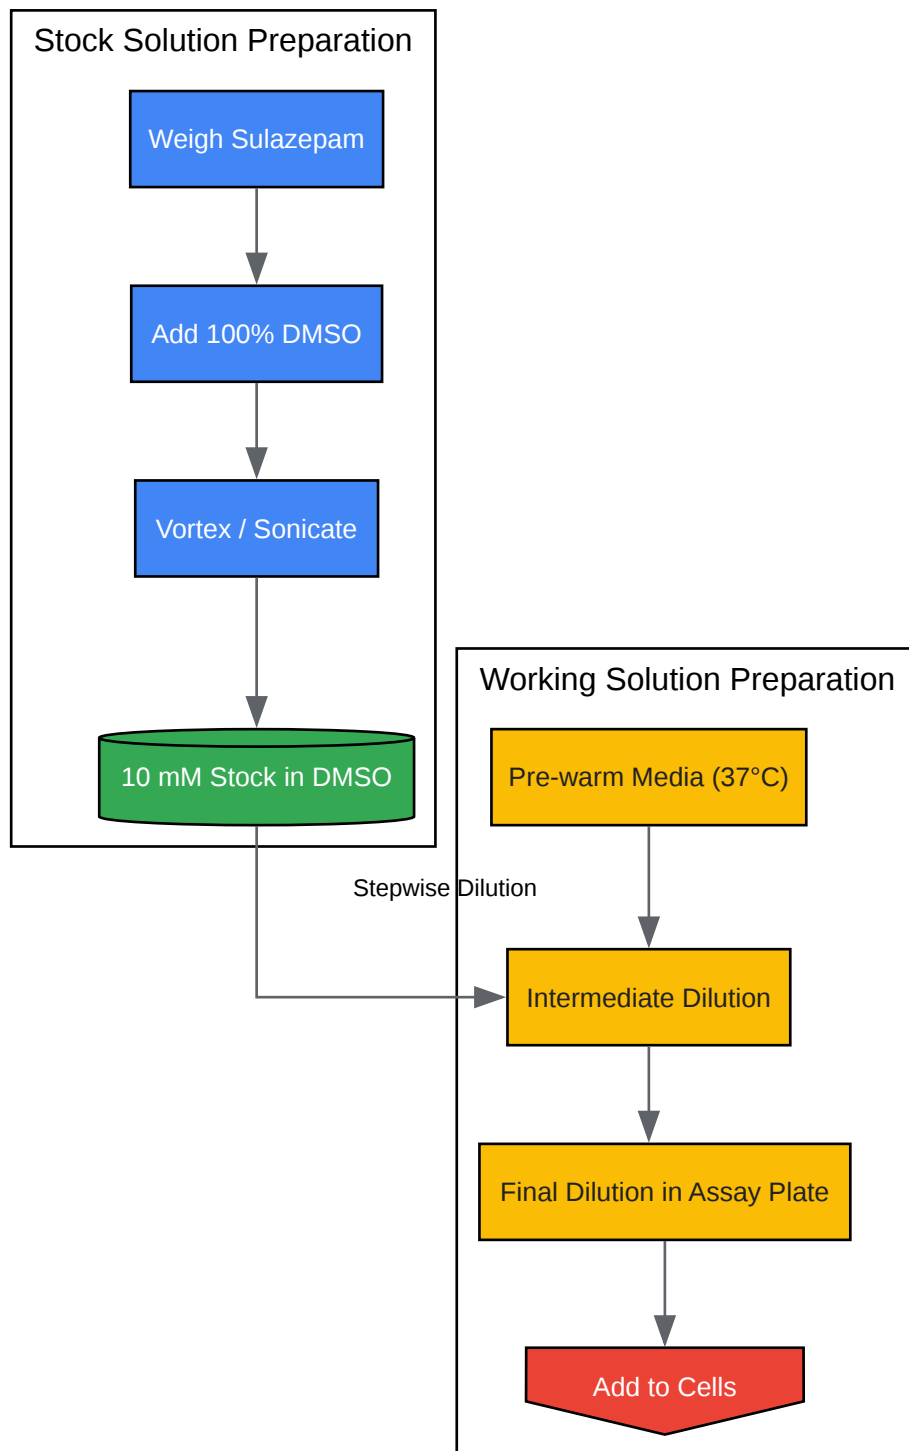 Stock Solution Preparation
Weigh Sulazepam
Add 100% DMSO
Vortex / Sonicate
10 mM Stock in DMSO
Stepwise Dilution
Working Solution Preparation
Pre-warm Media (37°C)
Intermediate Dilution
Final Dilution in Assay Plate
Add to Cells